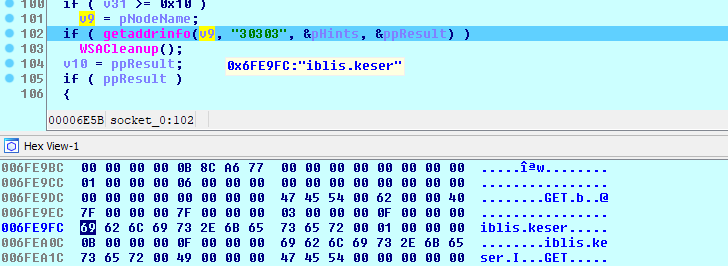 100 if ( v31 >= 0x10 )
101 v9 = pNodeName;
102 if ( getaddrinfo(v9, "30303", &pHints, &ppResult) )
103 WSACleanup();
104 v10 = ppResult; 0x6FE9FC:"iblis.keser"
105 if ( ppResult )
106 {
00006E5B socket_0:102
Hex View-1
006FE9BC 00 00 00 00 0B 8C A6 77 00 00 00 00 00 00 00 00 .....îªw........
006FE9CC 01 00 00 00 06 00 00 00 00 00 00 00 00 00 00 00 ................
006FE9DC 00 00 00 00 00 00 00 00 47 45 54 00 62 00 00 40 ........GET.b..@
006FE9EC 7F 00 00 00 7F 00 00 00 03 00 00 00 0F 00 00 00 ................
006FE9FC 69 62 6C 69 73 2E 6B 65 73 65 72 00 01 00 00 00 iblis.keser.....
006FEA0C 0B 00 00 00 0F 00 00 00 69 62 6C 69 73 2E 6B 65 ........iblis.ke
006FEA1C 73 65 72 00 49 00 00 00 47 45 54 00 00 00 00 00 ser.I...GET.....